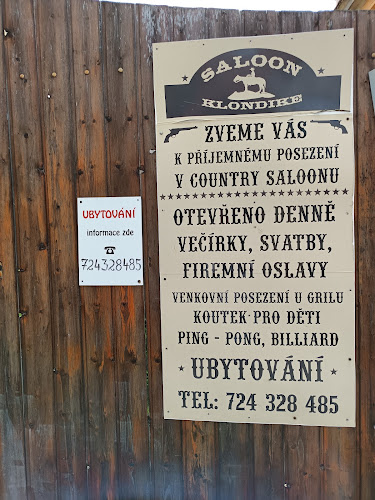 SALOON
KLONDIKE
ZVEME VÁS
K PŘÍJEMNÉMU POSEZENÍ
V COUNTRY SALOONU
OTEVŘENO DENNĚ
VEČÍRKY, SVATBY,
FIREMNÍ OSLAVY
VENKOVNÍ POSEZENÍ U GRILU
KOUTEK PRO DĚTI
PING - PONG, BILLIARD
UBYTOVÁNÍ
TEL: 724 328 485
UBYTOVÁNÍ
informace zde
724328485